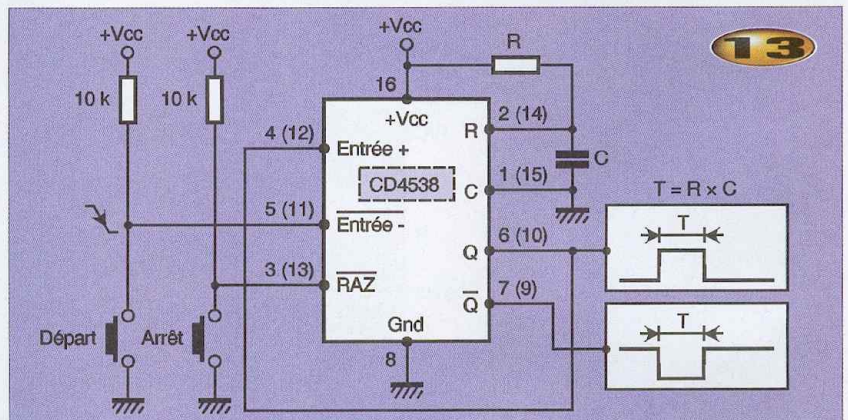 13
+Vcc
+Vcc
+Vcc
R
10 k
10 k
16
+Vcc
R
2 (14)
4 (12)
Entrée +
C
CD4538
C
1 (15)
T = R × C
5 (11)
Entrée -
T
Q
6 (10)
3 (13)
RAZ
Q
7 (9)
T
Départ
Arrêt
Gnd
8